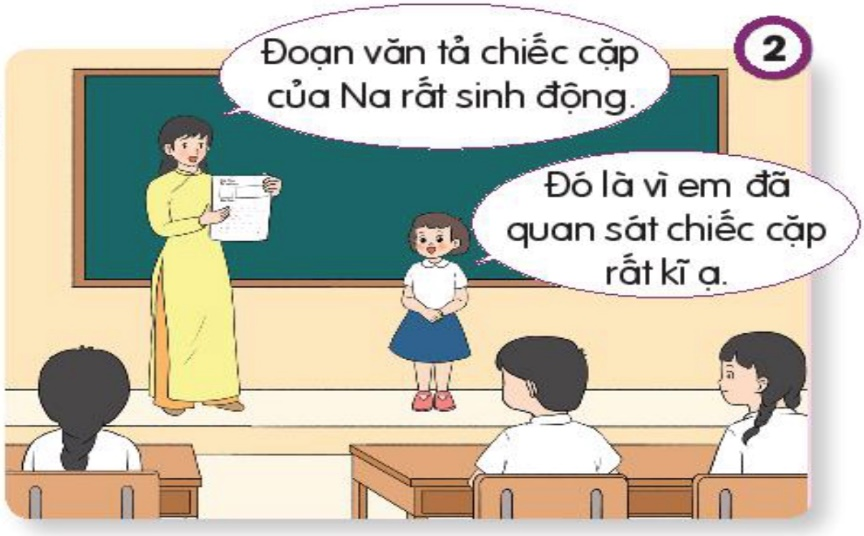 2
Đoạn văn tả chiếc cặp
của Na rất sinh động.
Đó là vì em đã
quan sát chiếc cặp
rất kĩ ạ.